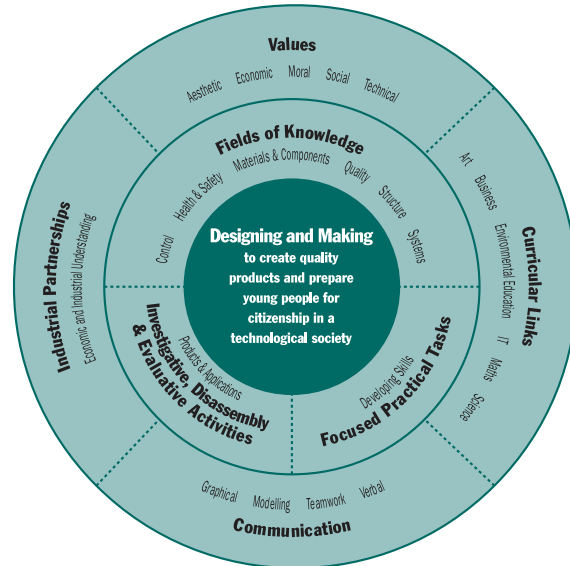 Values
Aesthetic Economic Moral Social Technical
Fields of Knowledge
Control Health & Safety Materials & Components Quality Structure Systems
Designing and Making
to create quality
products and prepare
young people for
citizenship in a
technological society
Industrial Partnerships
Economic and Industrial Understanding
Curricular Links
Art Business Environmental Education IT Maths Science
Products & Applications
Investigative, Disassembly
& Evaluative Activities
Developing Skills
Focused Practical Tasks
Graphical Modelling Teamwork Verbal
Communication